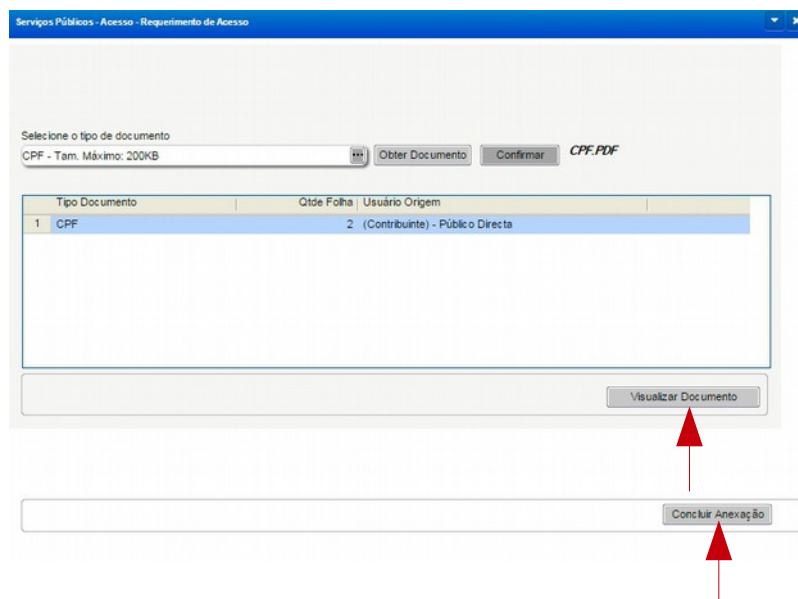 Serviços Públicos - Acesso - Requerimento de Acesso
Selecione o tipo de documento
CPF - Tam. Máximo: 200KB ... Obter Documento Confirmar CPF.PDF
Tipo Documento Qtde Folha Usuário Origem
1 CPF 2 (Contribuinte) - Público Directa
Visualizar Documento
Concluir Anexação